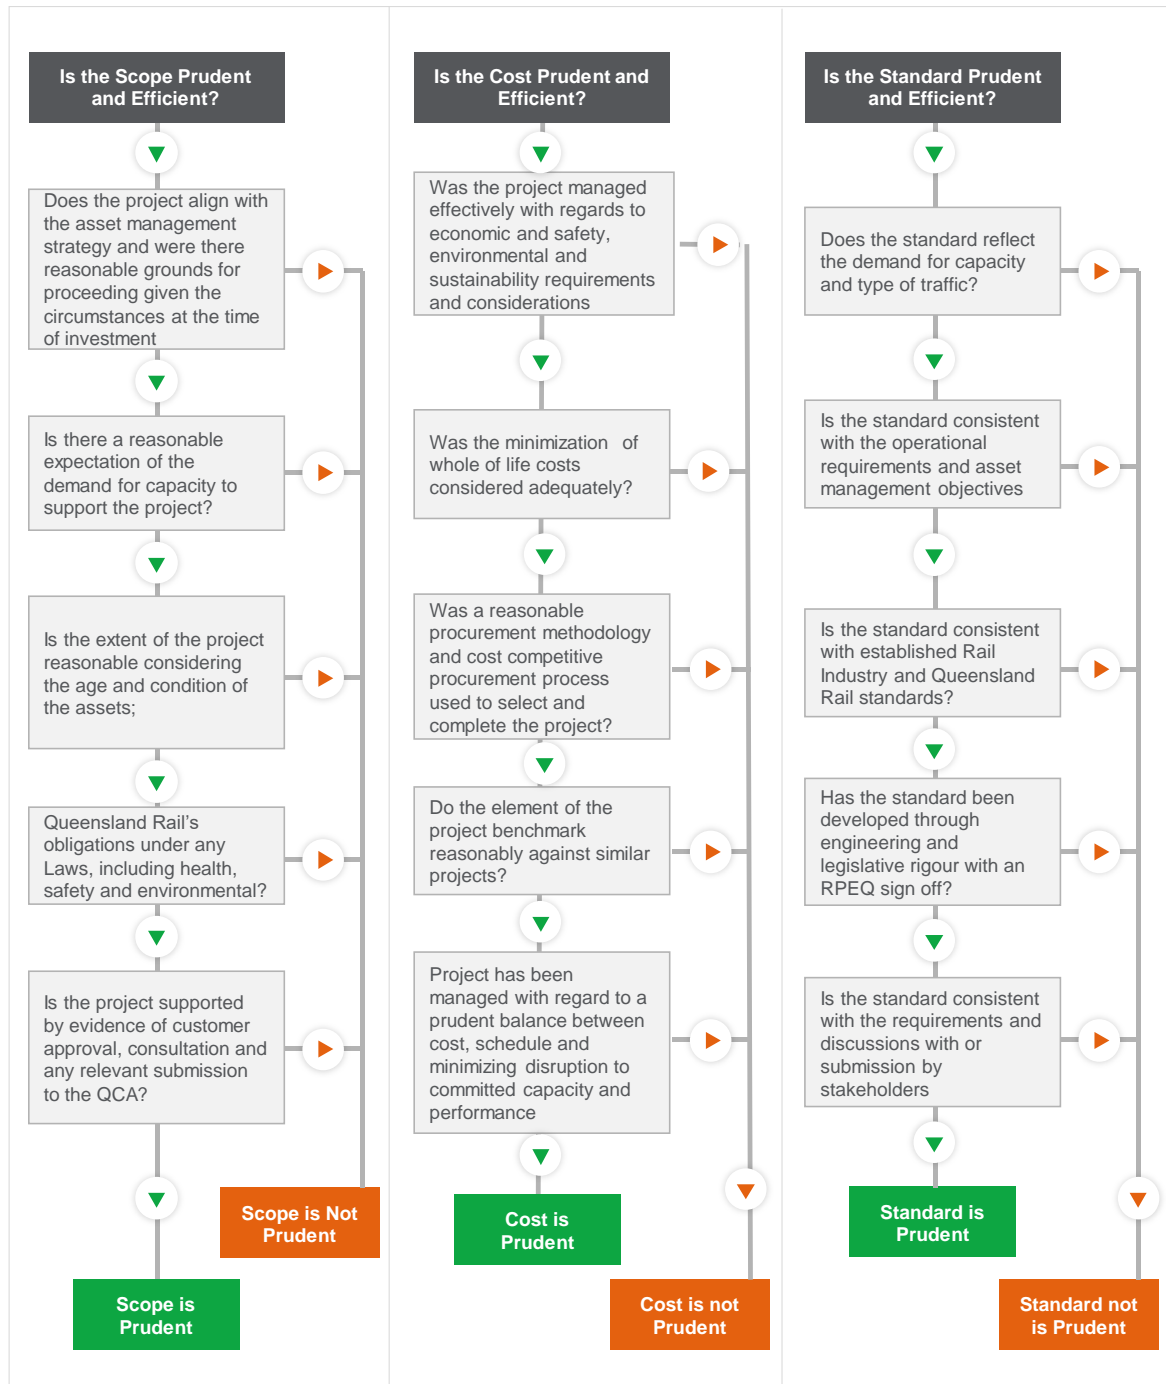 Is the Scope Prudent
and Efficient?
Does the project align with
the asset management
strategy and were there
reasonable grounds for
proceeding given the
circumstances at the time
of investment
Is there a reasonable
expectation of the
demand for capacity to
support the project?
Is the extent of the project
reasonable considering
the age and condition of
the assets;
Queensland Rail's
obligations under any
Laws, including health,
safety and environmental?
Is the project supported
by evidence of customer
approval, consultation and
any relevant submission
to the QCA?
Scope is Not
Prudent
Scope is
Prudent
Is the Cost Prudent and
Efficient?
Was the project managed
effectively with regards to
economic and safety,
environmental and
sustainability requirements
and considerations
Was the minimization of
whole of life costs
considered adequately?
Was a reasonable
procurement methodology
and cost competitive
procurement process
used to select and
complete the project?
Do the element of the
project benchmark
reasonably against similar
projects?
Project has been
managed with regard to a
prudent balance between
cost, schedule and
minimizing disruption to
committed capacity and
performance
Cost is
Prudent
Cost is not
Prudent
Is the Standard Prudent
and Efficient?
Does the standard reflect
the demand for capacity
and type of traffic?
Is the standard consistent
with the operational
requirements and asset
management objectives
Is the standard consistent
with established Rail
Industry and Queensland
Rail standards?
Has the standard been
developed through
engineering and
legislative rigour with an
RPEQ sign off?
Is the standard consistent
with the requirements and
discussions with or
submission by
stakeholders
Standard is
Prudent
Standard not
is Prudent